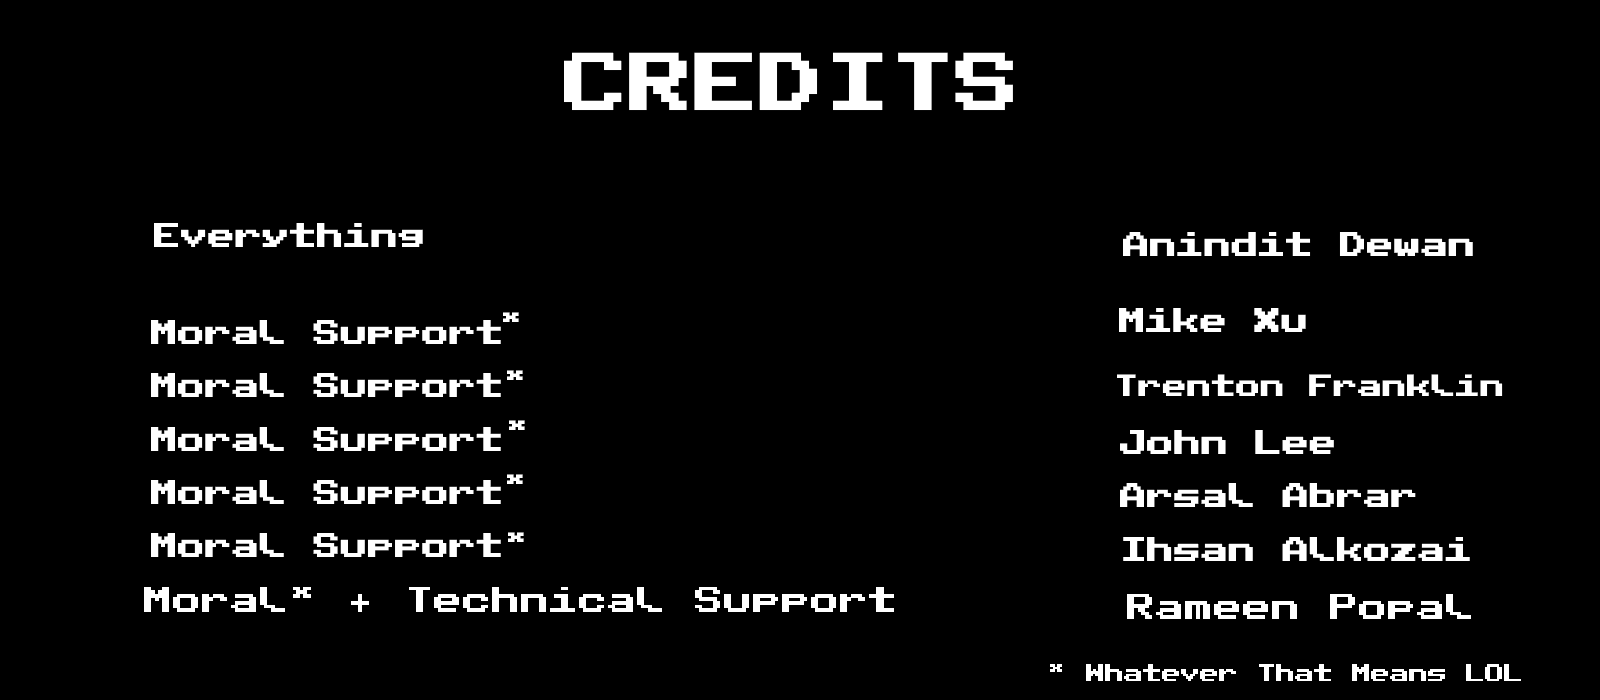 CREDITS
Everything Anindit Dewan
Moral Support* Mike Xu
Moral Support* Trenton Franklin
Moral Support* John Lee
Moral Support* Arsal Abrar
Moral Support* Ihsan Alkozai
Moral* + Technical Support Rameen Popal
* Whatever That Means LOL